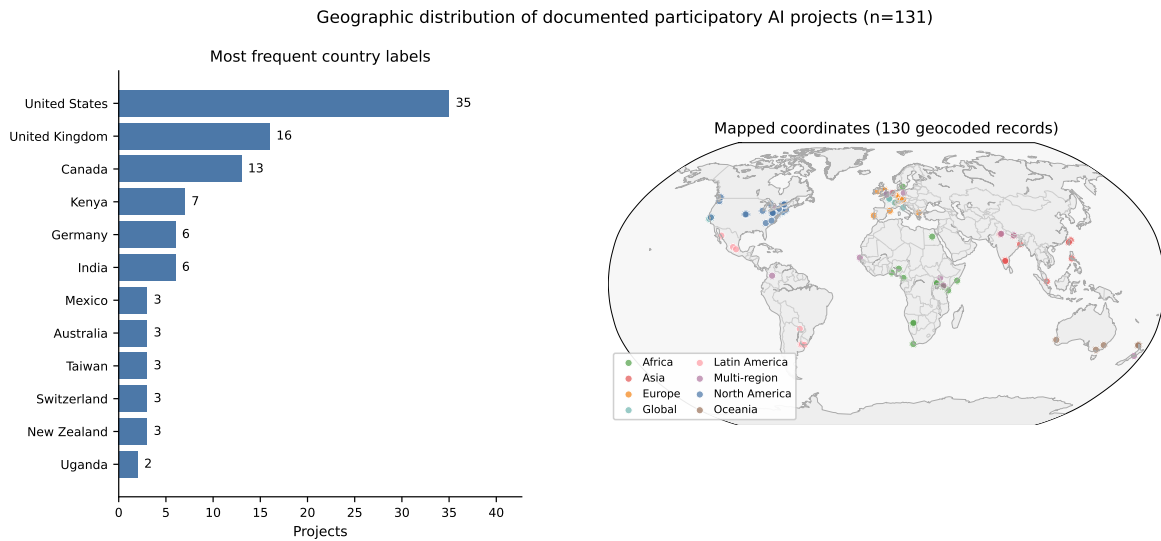 Geographic distribution of documented participatory AI projects (n=131)
Most frequent country labels
United States 35
United Kingdom 16
Canada 13
Kenya 7
Germany 6
India 6
Mexico 3
Australia 3
Taiwan 3
Switzerland 3
New Zealand 3
Uganda 2
0 5 10 15 20 25 30 35 40
Projects
Mapped coordinates (130 geocoded records)
Africa Latin America
Asia Multi-region
Europe North America
Global Oceania